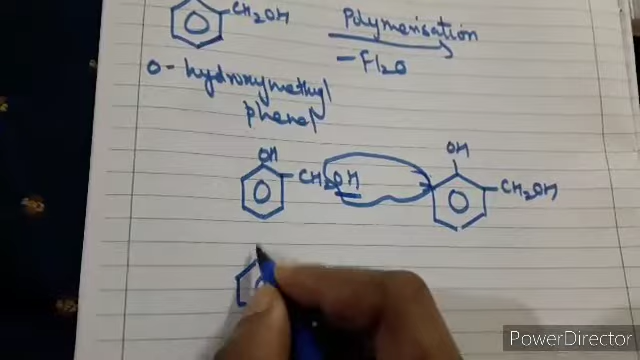 CH2OH
Polymerisation
- H2O
o-hydroxymethyl
phenol
OH
CH2OH
OH
CH2OH
PowerDirector